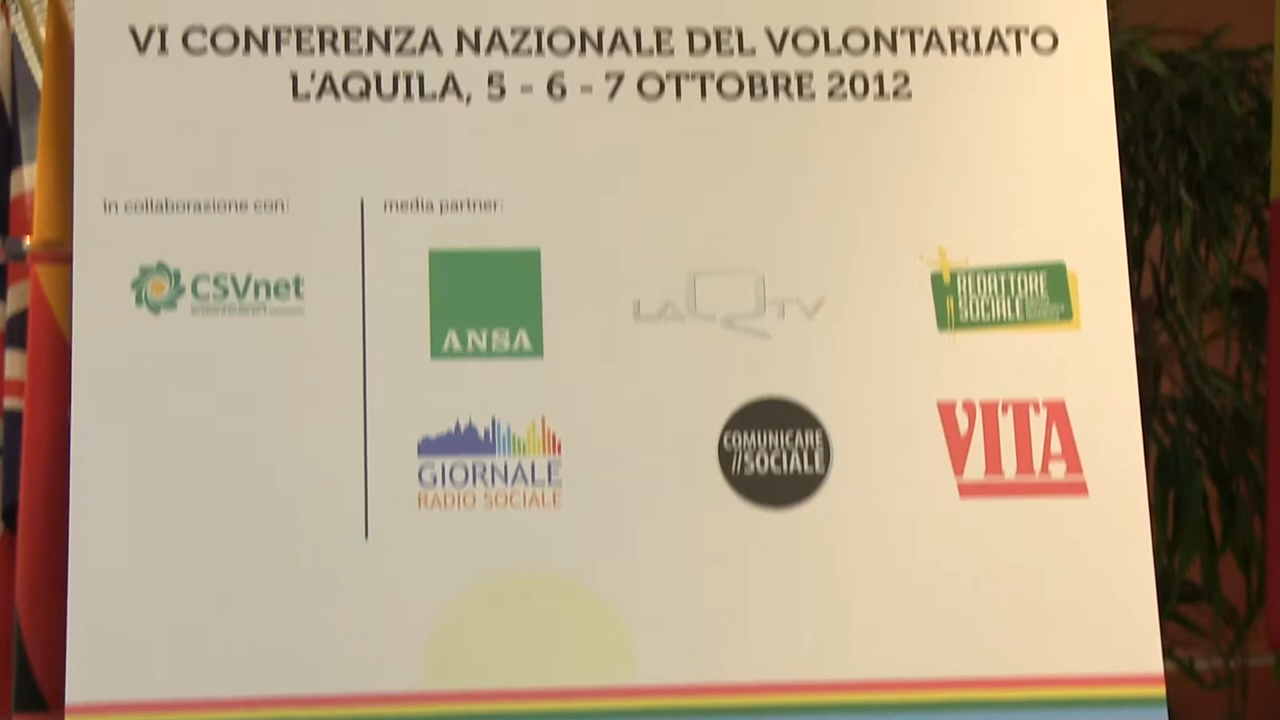 VI CONFERENZA NAZIONALE DEL VOLONTARIATO
L'AQUILA, 5 - 6 - 7 OTTOBRE 2012
in collaborazione con:
CSVnet
media partner:
ANSA
LAQTV
REDATTORE
SOCIALE
GIORNALE
RADIO SOCIALE
COMUNICARE
//SOCIALE
VITA